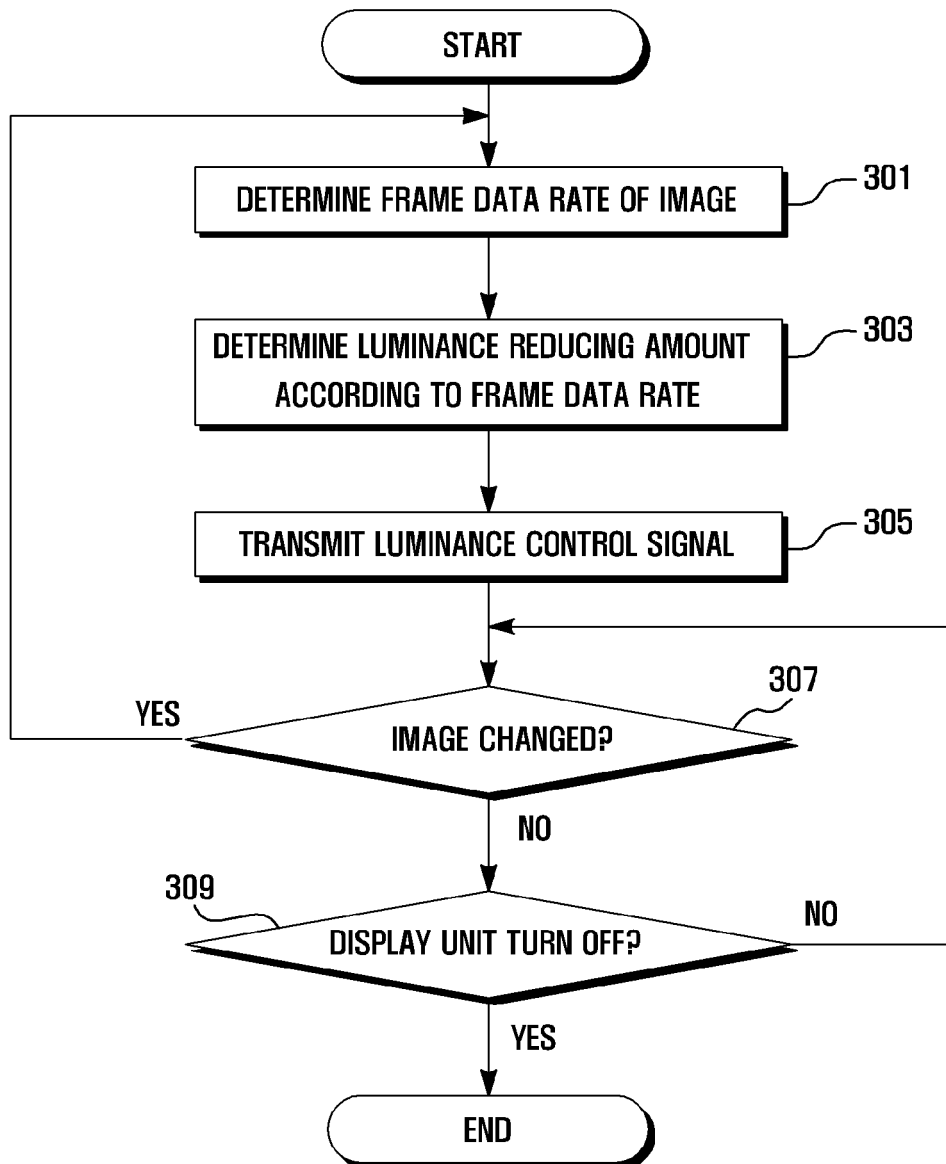 START
DETERMINE FRAME DATA RATE OF IMAGE
301
DETERMINE LUMINANCE REDUCING AMOUNT
ACCORDING TO FRAME DATA RATE
303
TRANSMIT LUMINANCE CONTROL SIGNAL
305
307
YES
IMAGE CHANGED?
NO
309
DISPLAY UNIT TURN OFF?
NO
YES
END